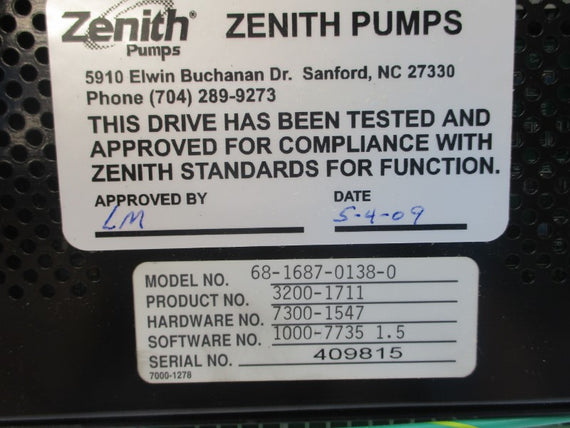 Zenith® ZENITH PUMPS
Pumps
5910 Elwin Buchanan Dr. Sanford, NC 27330
Phone (704) 289-9273
THIS DRIVE HAS BEEN TESTED AND
APPROVED FOR COMPLIANCE WITH
ZENITH STANDARDS FOR FUNCTION.
APPROVED BY DATE
LM 5-4-09
MODEL NO. 68-1687-0138-0
PRODUCT NO. 3200-1711
HARDWARE NO. 7300-1547
SOFTWARE NO. 1000-7735 1.5
SERIAL NO. 409815
7000-1278